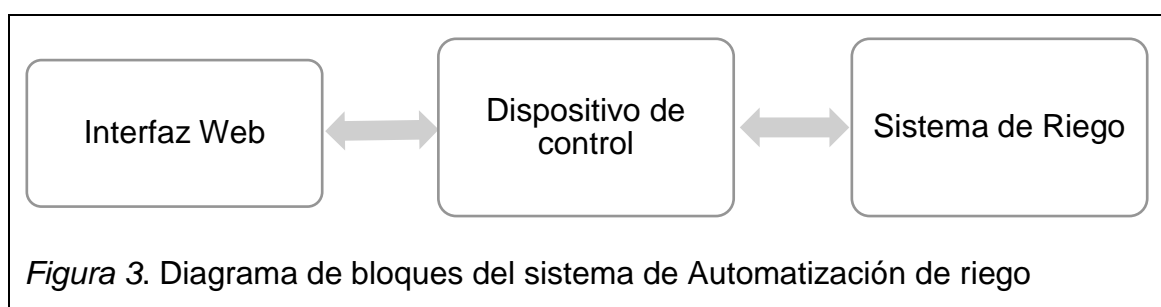 Interfaz Web
Dispositivo de
control
Sistema de Riego
Figura 3. Diagrama de bloques del sistema de Automatización de riego